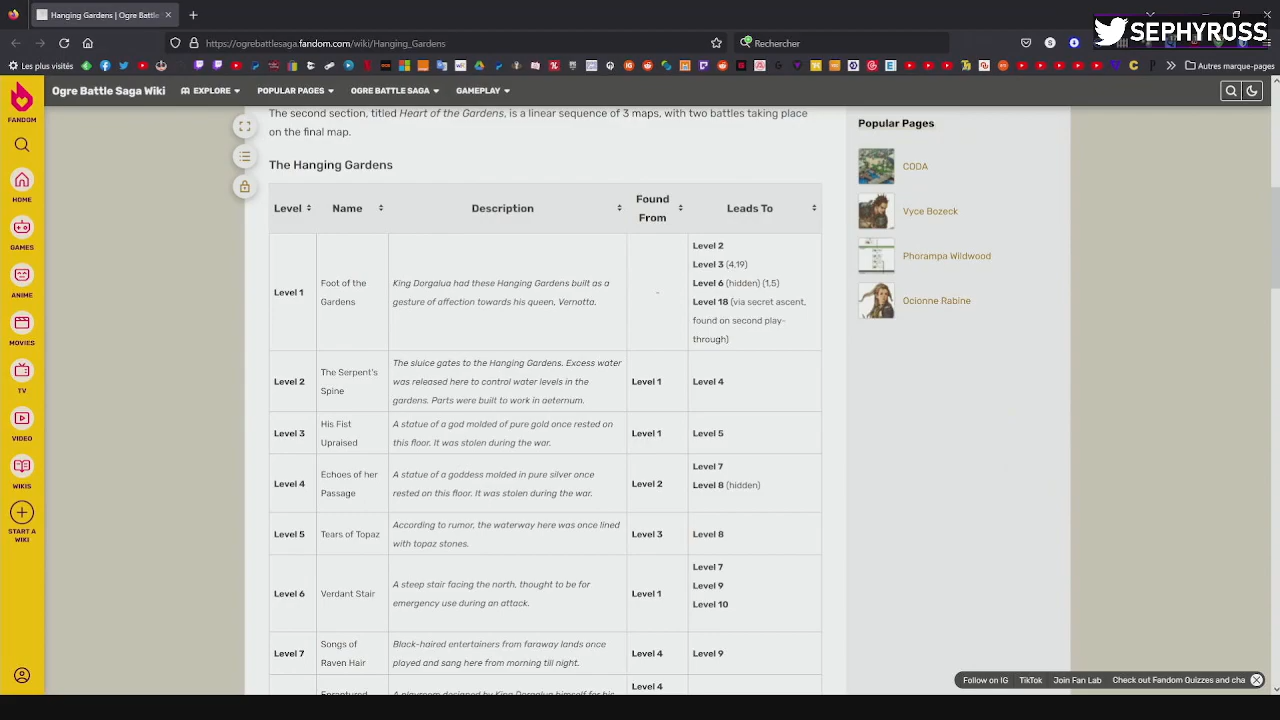 Hanging Gardens | Ogre Battle
SEPHYROSS
https://ogrebattlesaga.fandom.com/wiki/Hanging_Gardens
Rechercher
Les plus visités
Autres marque-pages
Ogre Battle Saga Wiki
EXPLORE
POPULAR PAGES
OGRE BATTLE SAGA
GAMEPLAY
FANDOM
HOME
GAMES
ANIME
MOVIES
TV
VIDEO
WIKIS
START A
WIKI
The second section, titled Heart of the Gardens, is a linear sequence of 3 maps, with two battles taking place
on the final map.
The Hanging Gardens
Level
Name
Description
Found
From
Leads To
Level 1
Foot of the
Gardens
King Dorgalua had these Hanging Gardens built as a
gesture of affection towards his queen, Vernotta.
-
Level 2
Level 3 (4,19)
Level 6 (hidden) (1,5)
Level 18 (via secret ascent,
found on second play-
through)
Level 2
The Serpent's
Spine
The sluice gates to the Hanging Gardens. Excess water
was released here to control water levels in the
gardens. Parts were built to work in aeternum.
Level 1
Level 4
Level 3
His Fist
Upraised
A statue of a god molded of pure gold once rested on
this floor. It was stolen during the war.
Level 1
Level 5
Level 4
Echoes of her
Passage
A statue of a goddess molded in pure silver once
rested on this floor. It was stolen during the war.
Level 2
Level 7
Level 8 (hidden)
Level 5
Tears of Topaz
According to rumor, the waterway here was once lined
with topaz stones.
Level 3
Level 8
Level 6
Verdant Stair
A steep stair facing the north, thought to be for
emergency use during an attack.
Level 1
Level 7
Level 9
Level 10
Level 7
Songs of
Raven Hair
Black-haired entertainers from faraway lands once
played and sang here from morning till night.
Level 4
Level 9
Enraptured
A playroom designed by King Dorgalua himself for his
Level 4
Popular Pages
CODA
Vyce Bozeck
Phorampa Wildwood
Ocionne Rabine
Follow on IG
TikTok
Join Fan Lab
Check out Fandom Quizzes and cha